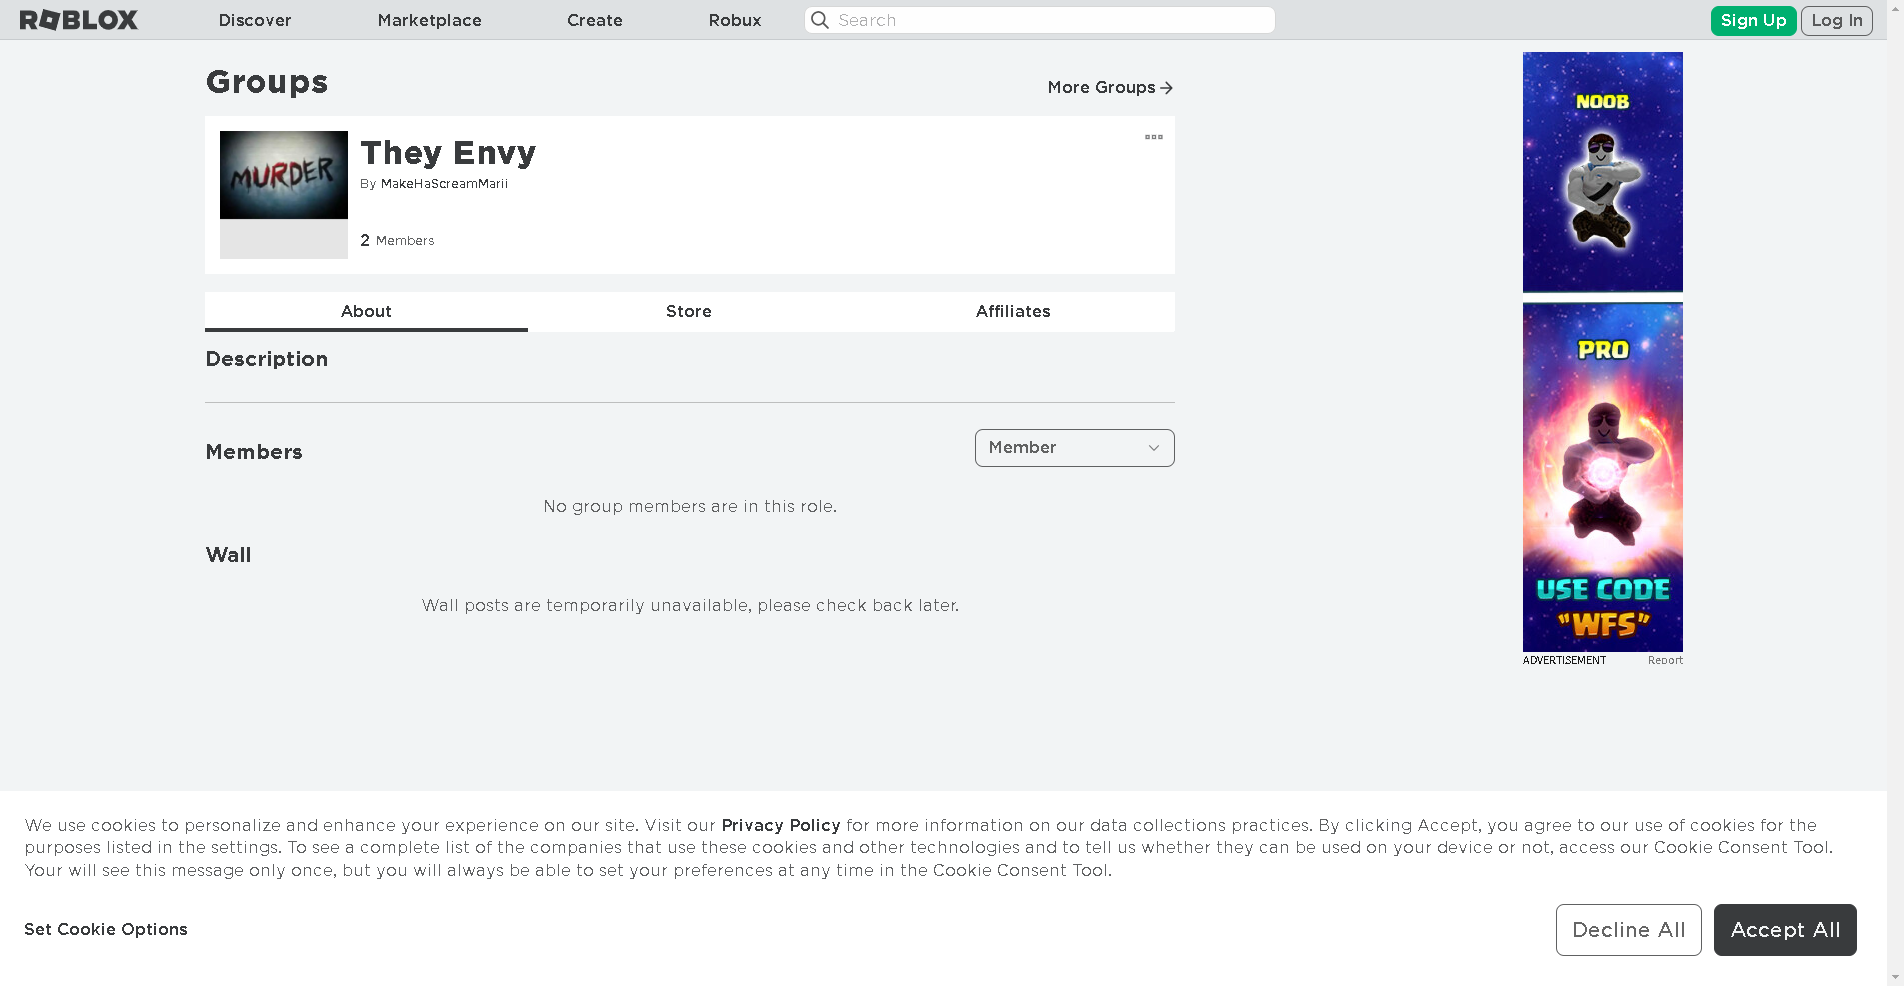 ROBLOX Discover Marketplace Create Robux Search Sign Up Log In
Groups
More Groups
MURDER
They Envy
By MakeHaScreamMarii
2 Members
About Store Affiliates
Description
Members
Member
No group members are in this role.
Wall
Wall posts are temporarily unavailable, please check back later.
NOOB
PRO
USE CODE
"WFS"
ADVERTISEMENT Report
We use cookies to personalize and enhance your experience on our site. Visit our Privacy Policy for more information on our data collections practices. By clicking Accept, you agree to our use of cookies for the
purposes listed in the settings. To see a complete list of the companies that use these cookies and other technologies and to tell us whether they can be used on your device or not, access our Cookie Consent Tool.
Your will see this message only once, but you will always be able to set your preferences at any time in the Cookie Consent Tool.
Set Cookie Options
Decline All
Accept All